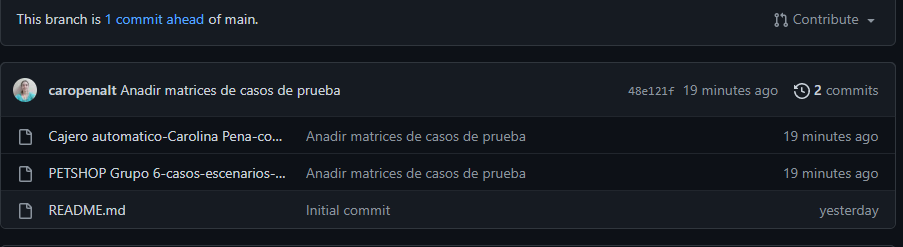 This branch is 1 commit ahead of main.
Contribute
caropenalt Anadir matrices de casos de prueba
48e121f 19 minutes ago 2 commits
Cajero automatico-Carolina Pena-co... Anadir matrices de casos de prueba 19 minutes ago
PETSHOP Grupo 6-casos-escenarios-... Anadir matrices de casos de prueba 19 minutes ago
README.md Initial commit yesterday